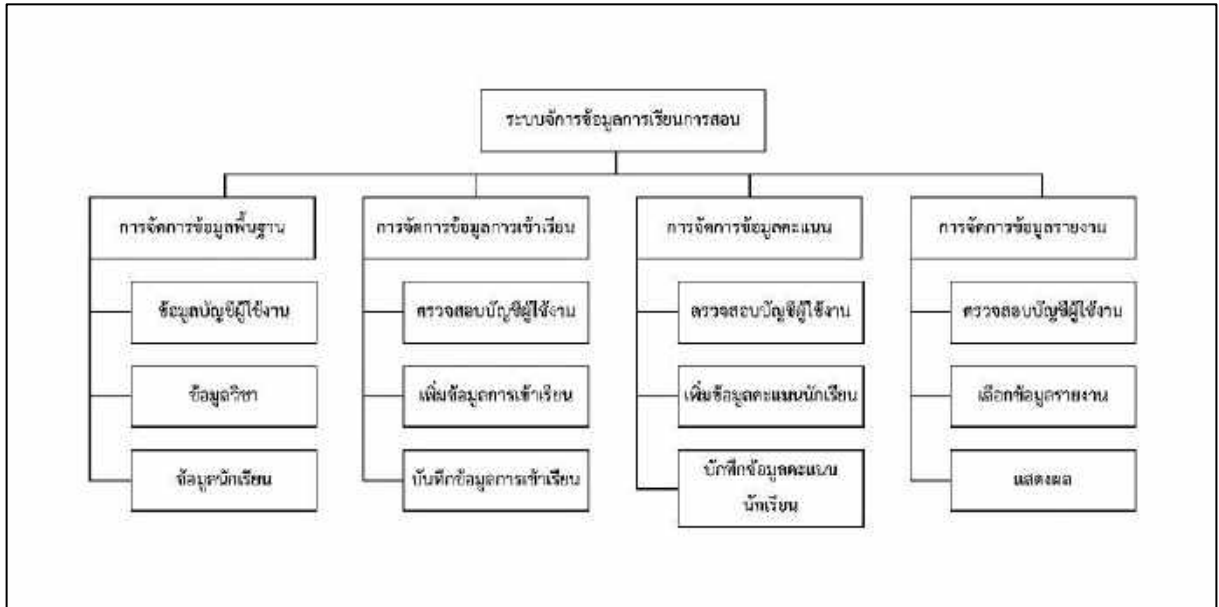 ระบบจัการข้อมูลการเรียนการสอน
การจัดการข้อมูลพื้นฐาน
ข้อมูลบัญชีผู้ใช้งาน
ข้อมูลวิชา
ข้อมูลนักเรียน
การจัดการข้อมูลการเข้าเรียน
ตรวจสอบบัญชีผู้ใช้งาน
เพิ่มข้อมูลการเข้าเรียน
บันทึกข้อมูลการเข้าเรียน
การจัดการข้อมูลคะแนน
ตรวจสอบบัญชีผู้ใช้งาน
เพิ่มข้อมูลคะแนนนักเรียน
บักทึกข้อมูลคะแนน
นักเรียน
การจัดการข้อมูลรายงาน
ตรวจสอบบัญชีผู้ใช้งาน
เลือกข้อมูลรายงาน
แสดงผล